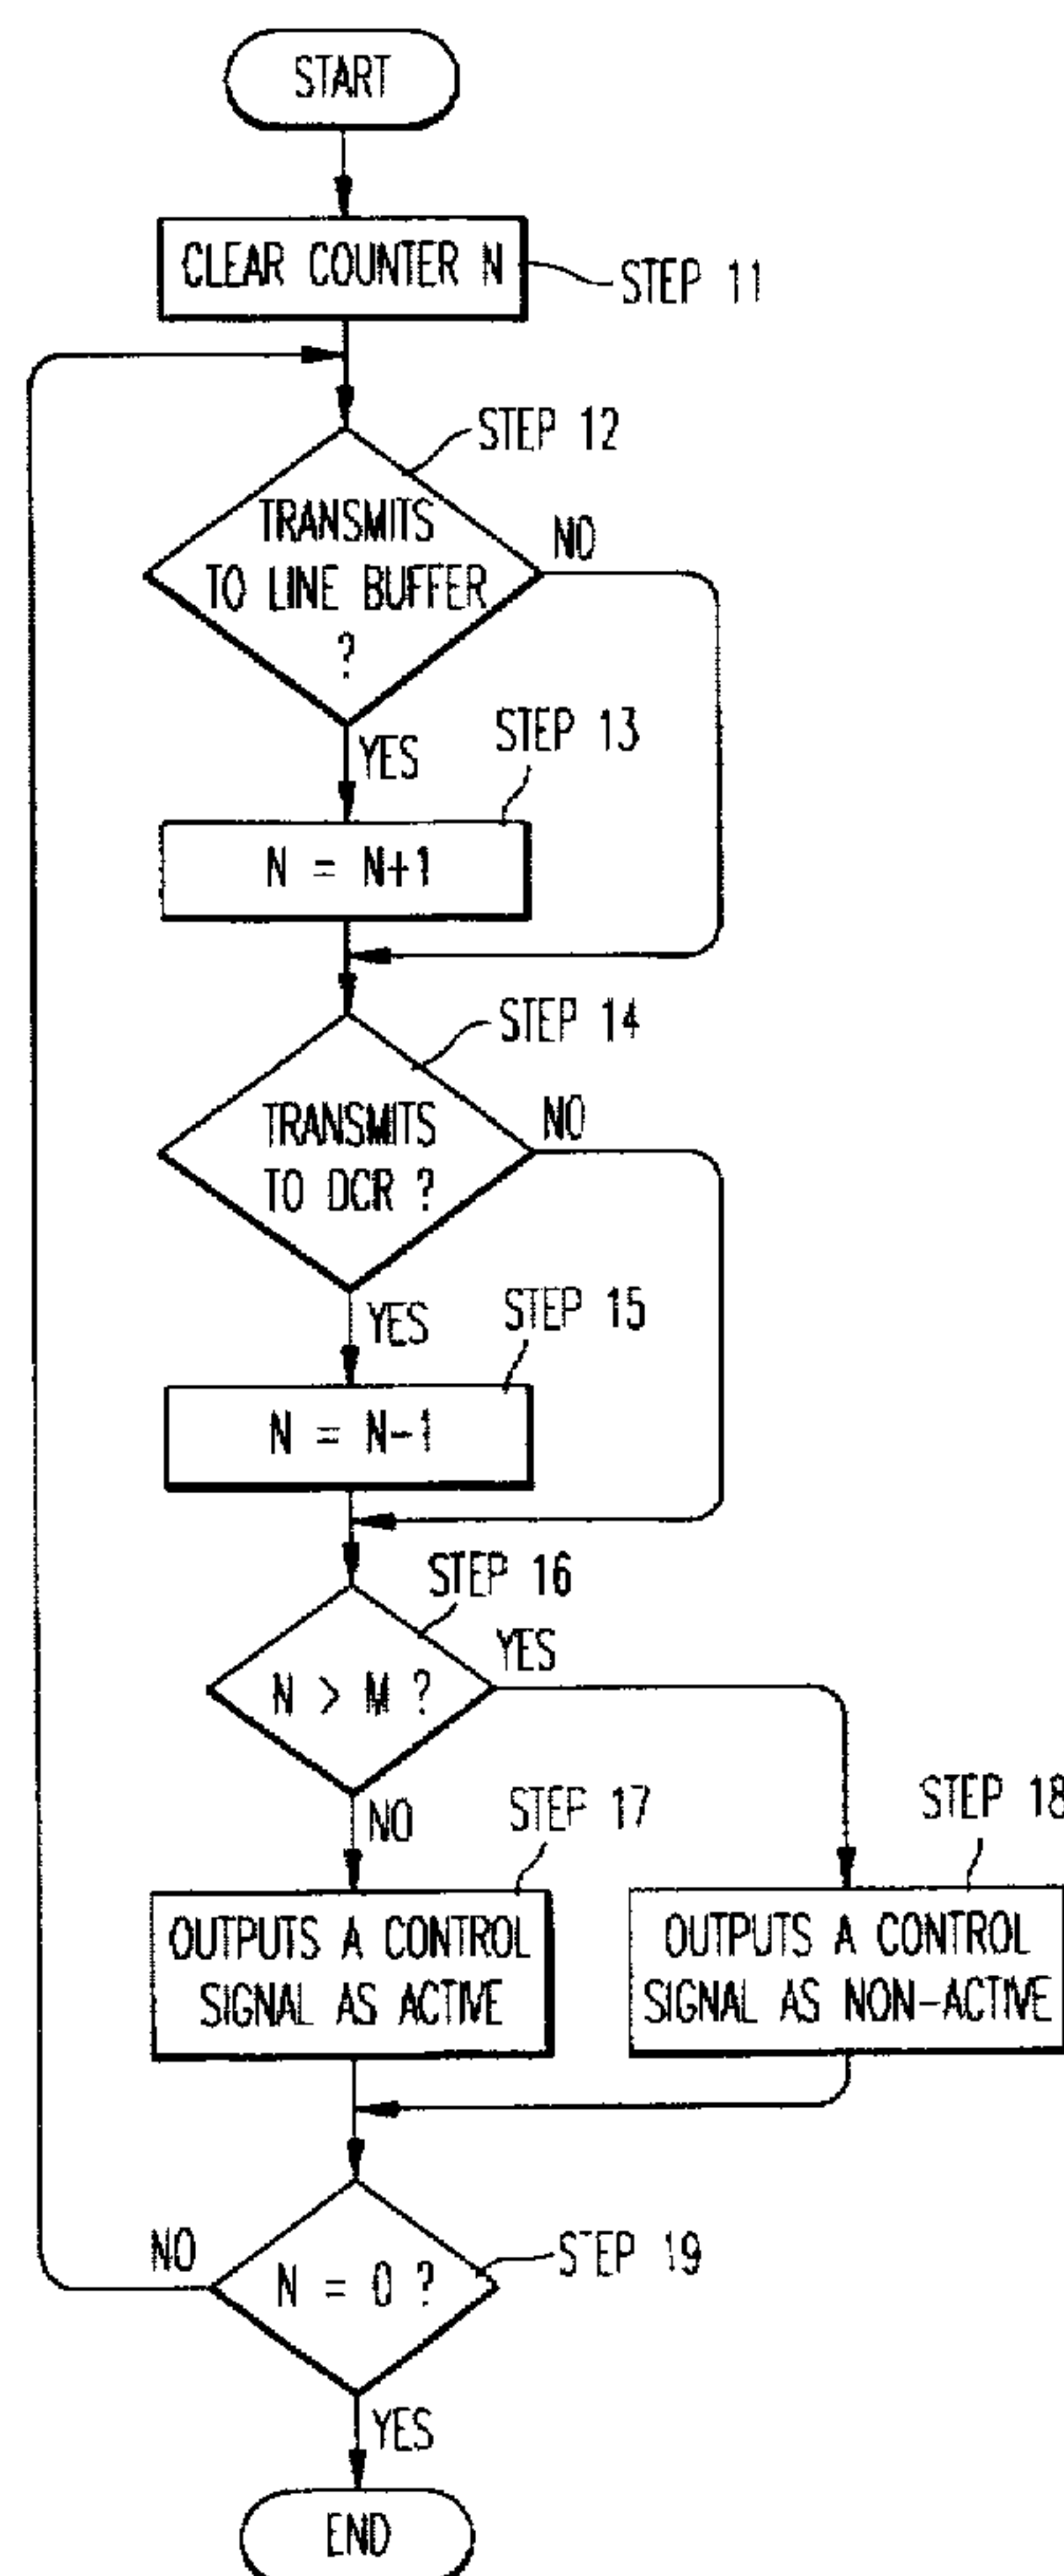 START
CLEAR COUNTER N
STEP 11
STEP 12
TRANSMITS
TO LINE BUFFER
?
NO
YES
STEP 13
N = N+1
STEP 14
TRANSMITS
TO DCR ?
NO
YES
STEP 15
N = N-1
STEP 16
N > M ?
YES
NO
STEP 17
OUTPUTS A CONTROL
SIGNAL AS ACTIVE
STEP 18
OUTPUTS A CONTROL
SIGNAL AS NON-ACTIVE
NO
N = 0 ?
STEP 19
YES
END